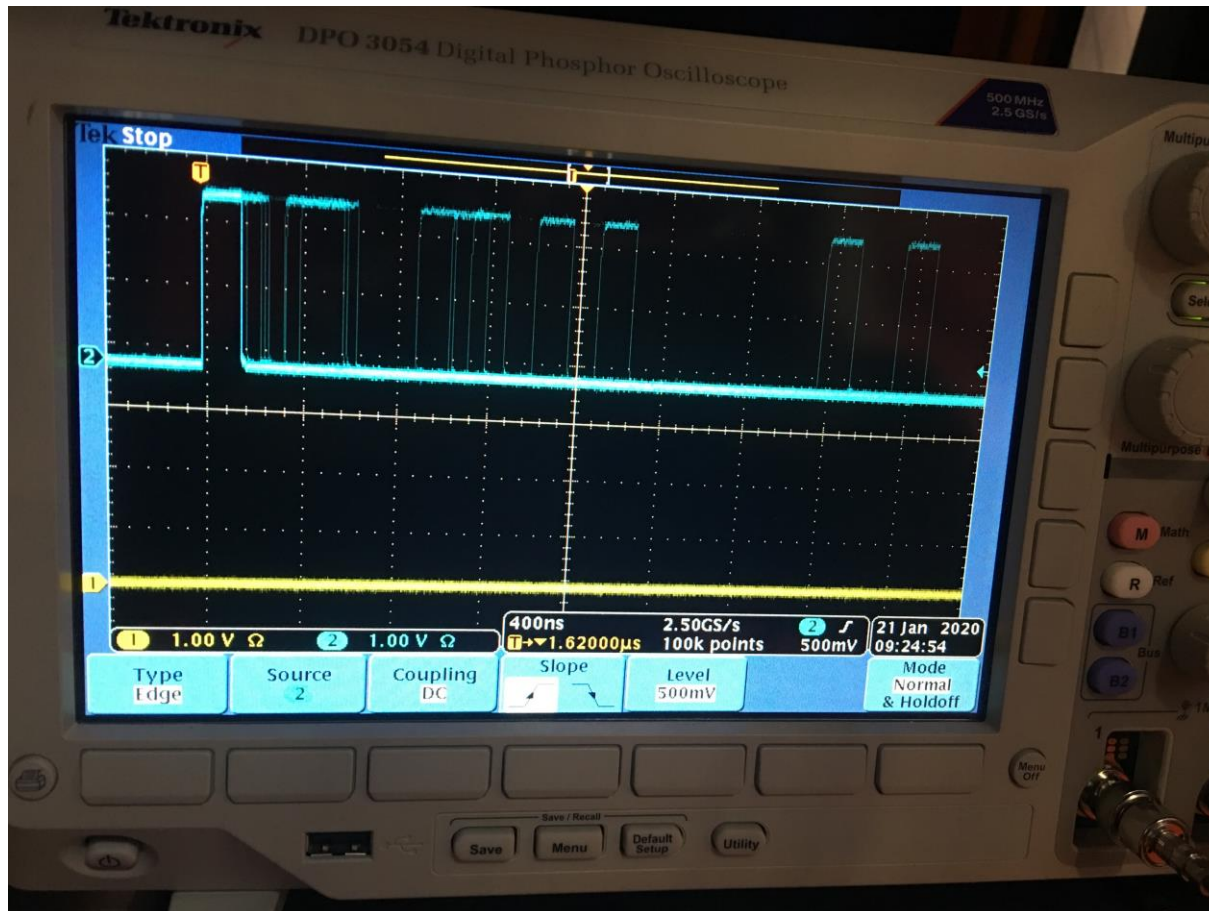 Tektronix DPO 3054 Digital Phosphor Oscilloscope
500 MHz
2.5 GS/s
Tek Stop
T
2
1
1 1.00 V Ω 2 1.00 V Ω
400ns 2.50GS/s 2
T→▼1.62000µs 100k points 500mV
21 Jan 2020
09:24:54
Type
Edge
Source
2
Coupling
DC
Slope
Level
500mV
Mode
Normal
& Holdoff
M Math
R Ref
B1
B2
Bus
1
Menu
Off
Save / Recall
Save
Menu
Default
Setup
Utility